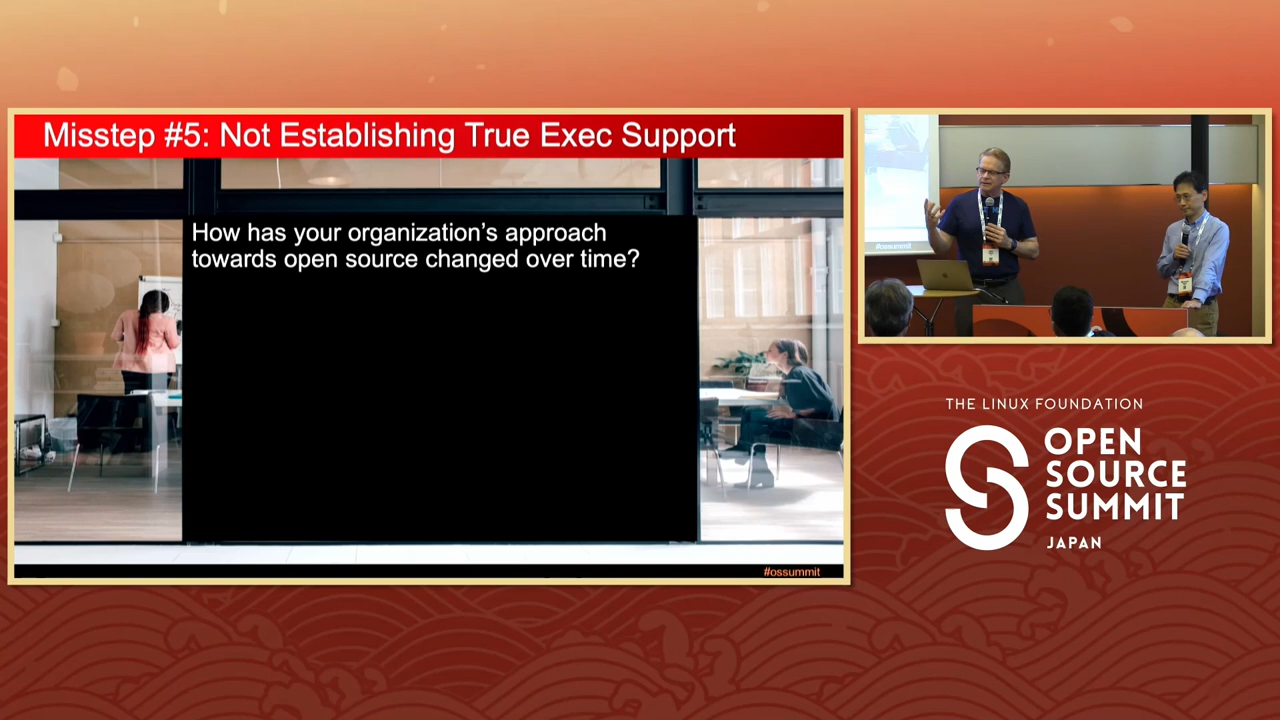 Misstep #5: Not Establishing True Exec Support
How has your organization's approach
towards open source changed over time?
#ossummit
#ossummit
THE LINUX FOUNDATION
OPEN
SOURCE
SUMMIT
JAPAN